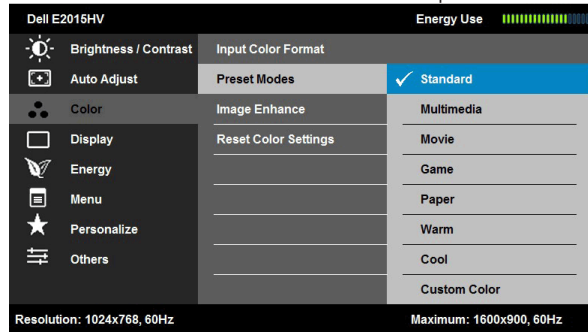 Dell E2015HV Energy Use
Brightness / Contrast Input Color Format
Auto Adjust Preset Modes Standard
Color Image Enhance Multimedia
Display Reset Color Settings Movie
Energy Game
Menu Paper
Personalize Warm
Others Cool
Custom Color
Resolution: 1024x768, 60Hz Maximum: 1600x900, 60Hz